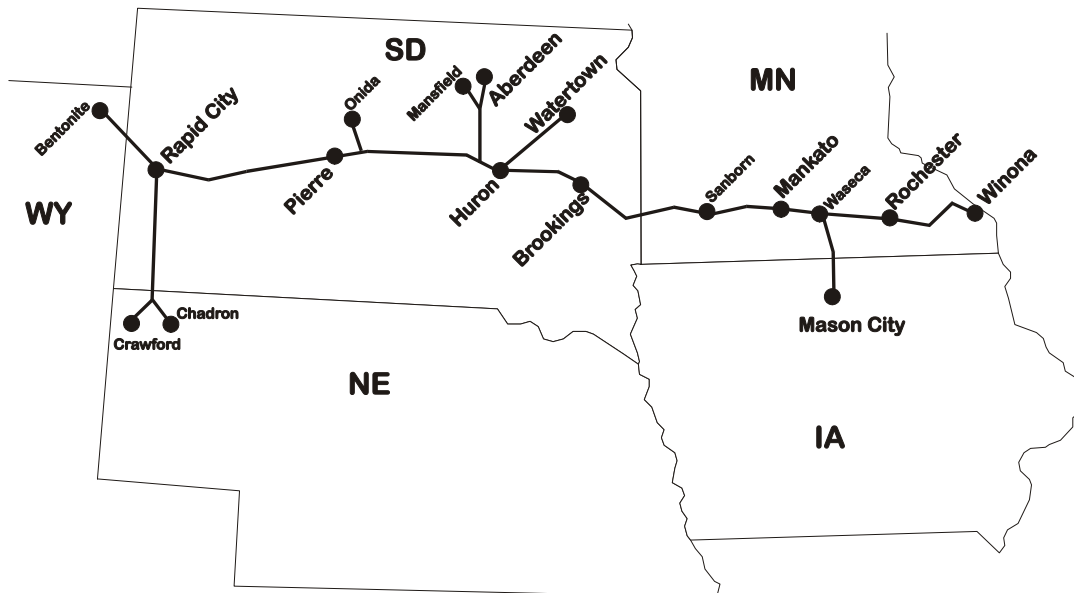 SD
MN
WY
NE
IA
Bentonite
Rapid City
Crawford
Chadron
Pierre
Onida
Mansfield
Aberdeen
Watertown
Huron
Brookings
Sanborn
Mankato
Waseca
Rochester
Winona
Mason City